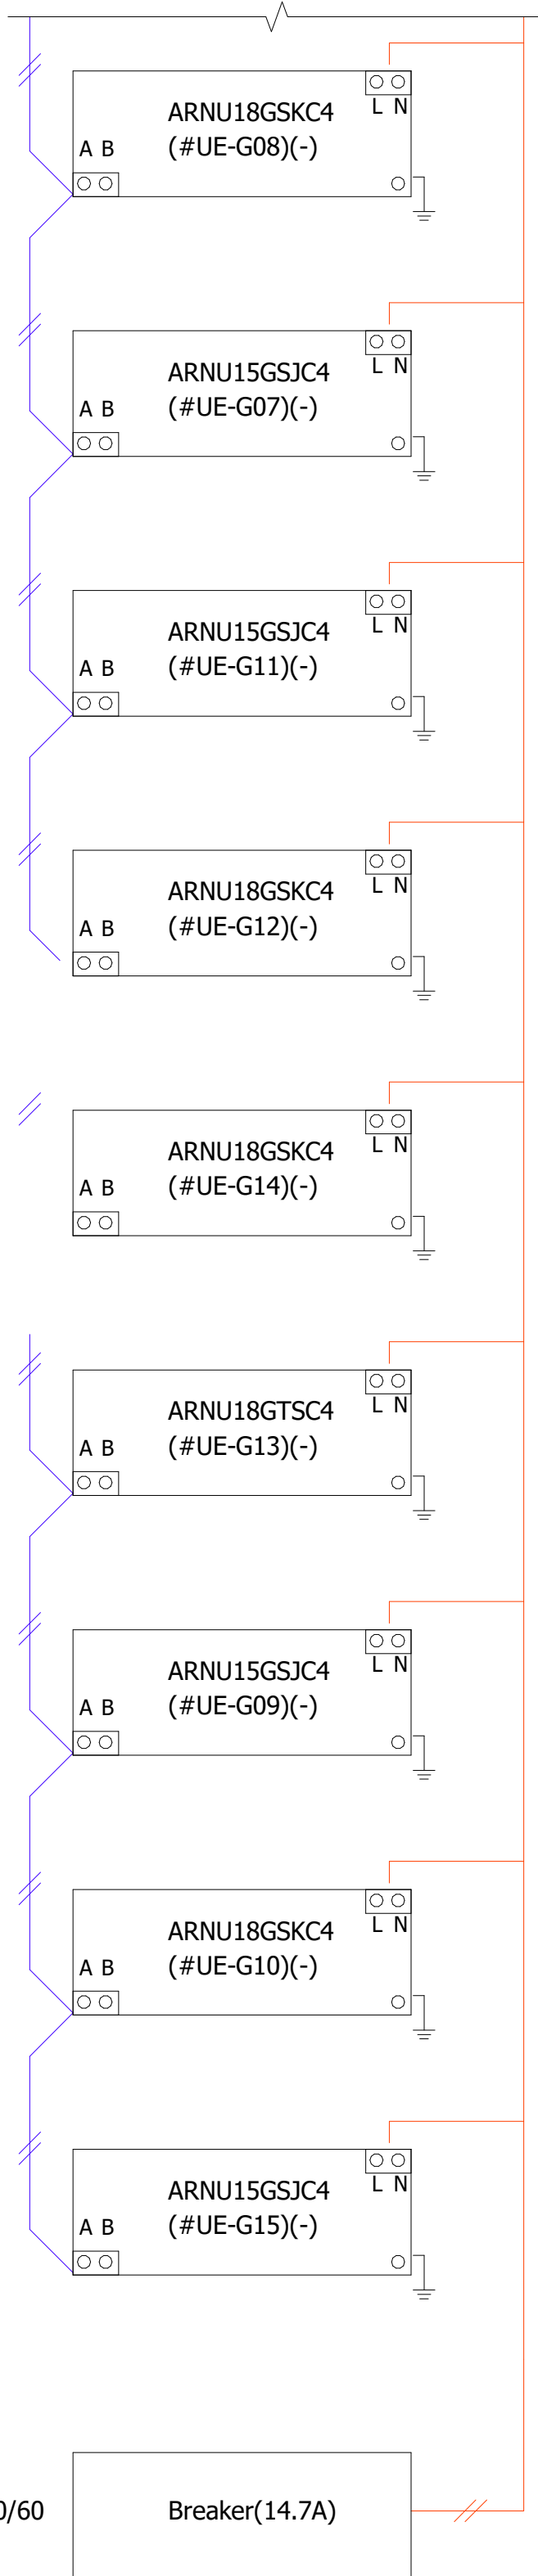 L N
ARNU18GSKC4
(#UE-G08)(-)
A B
L N
ARNU15GSJC4
(#UE-G07)(-)
A B
L N
ARNU15GSJC4
(#UE-G11)(-)
A B
L N
ARNU18GSKC4
(#UE-G12)(-)
A B
L N
ARNU18GSKC4
(#UE-G14)(-)
A B
L N
ARNU18GTSC4
(#UE-G13)(-)
A B
L N
ARNU15GSJC4
(#UE-G09)(-)
A B
L N
ARNU18GSKC4
(#UE-G10)(-)
A B
L N
ARNU15GSJC4
(#UE-G15)(-)
A B
/60 Breaker(14.7A)